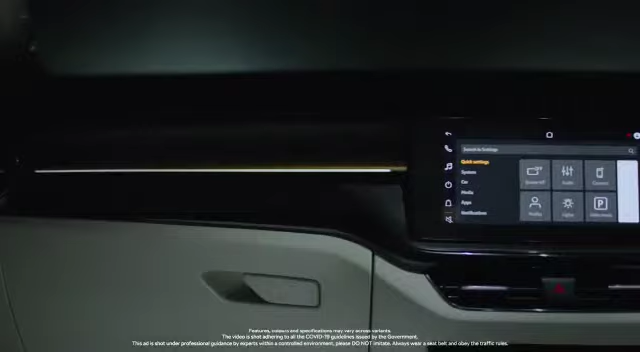 Search in Settings
Quick settings
System
Car
Media
Apps
Notifications
Screen off
Audio
Profile
Lights
P
Features, colours and specifications may vary across variants.
The video is shot adhering to all the COVID-19 guidelines issued by the Government.
This ad is shot under professional guidance by experts within a controlled environment, please DO NOT imitate. Always wear a seat belt and obey the traffic rules.